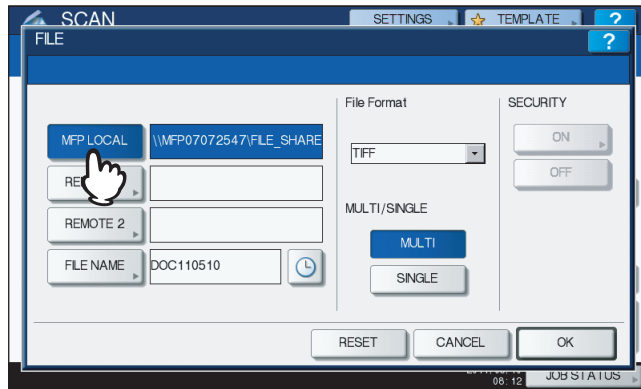 SCAN
SETTINGS
TEMPLATE
?
FILE
?
File Format
SECURITY
MFP LOCAL
\\MFP07072547\FILE_SHARE
ON
TIFF
OFF
MULTI/SINGLE
REMOTE 2
MULTI
FILE NAME
DOC110510
SINGLE
RESET
CANCEL
OK
08:12
JOB STATUS